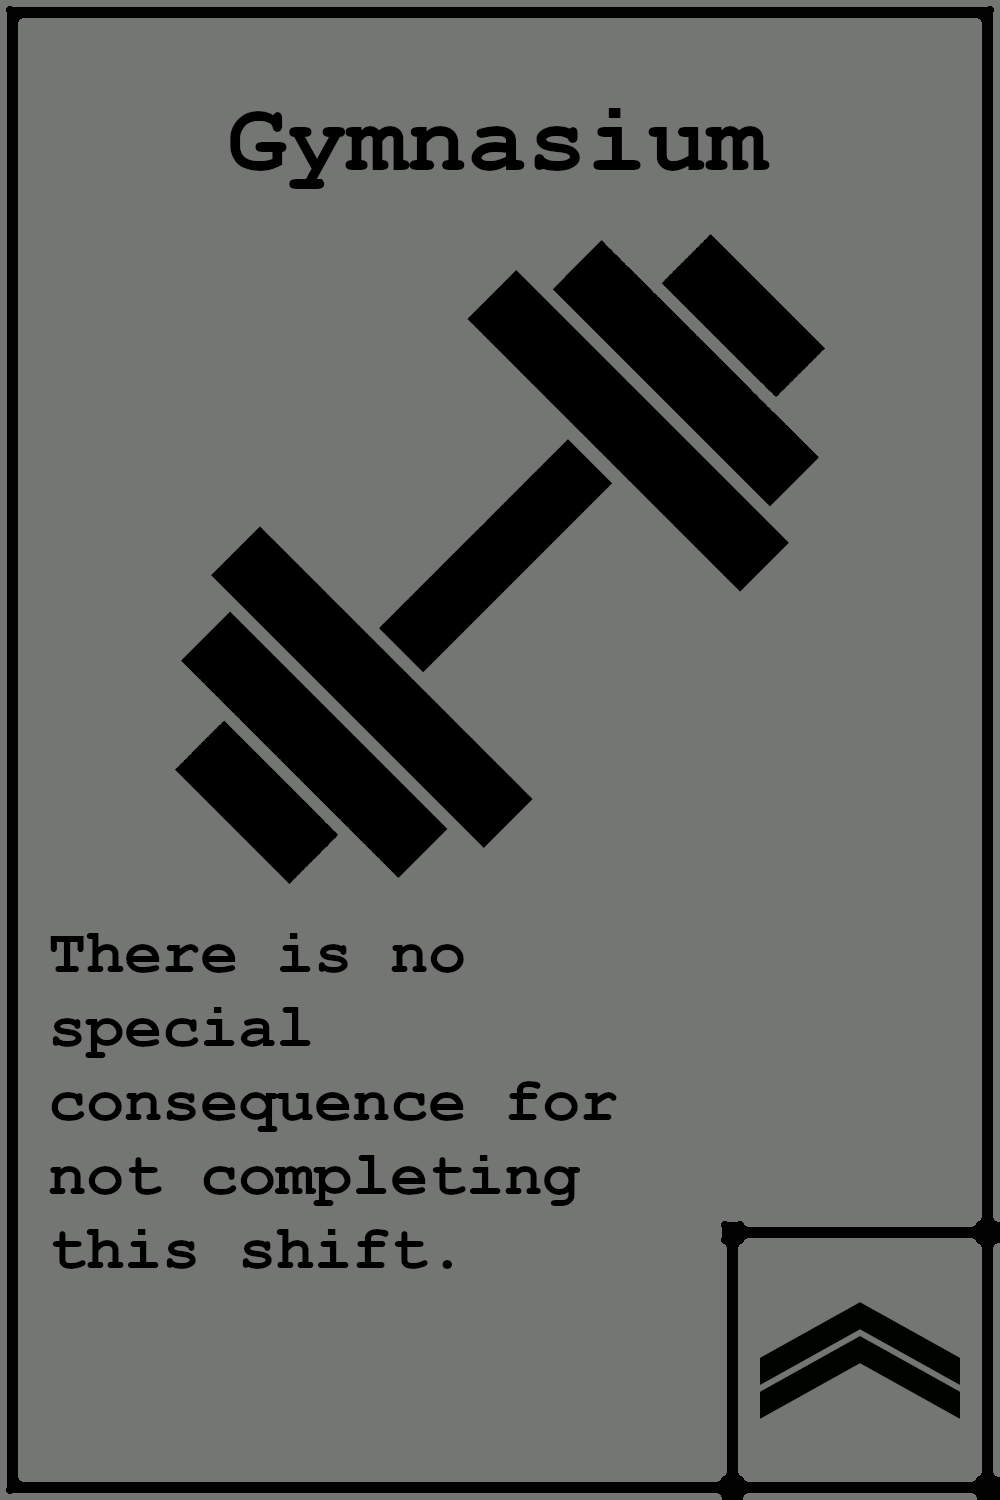 Gymnasium
There is no
special
consequence for
not completing
this shift.